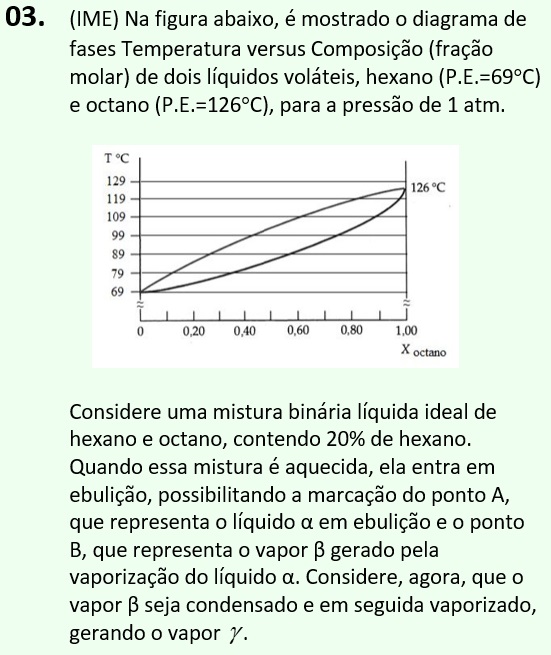 03. (IME) Na figura abaixo, é mostrado o diagrama de
fases Temperatura versus Composição (fração
molar) de dois líquidos voláteis, hexano (P.E.=69°C)
e octano (P.E.=126°C), para a pressão de 1 atm.
T °C
129
126 °C
119
109
99
89
79
69
≈ ≈
0 0,20 0,40 0,60 0,80 1,00
X octano
Considere uma mistura binária líquida ideal de
hexano e octano, contendo 20% de hexano.
Quando essa mistura é aquecida, ela entra em
ebulição, possibilitando a marcação do ponto A,
que representa o líquido α em ebulição e o ponto
B, que representa o vapor β gerado pela
vaporização do líquido α. Considere, agora, que o
vapor β seja condensado e em seguida vaporizado,
gerando o vapor γ.